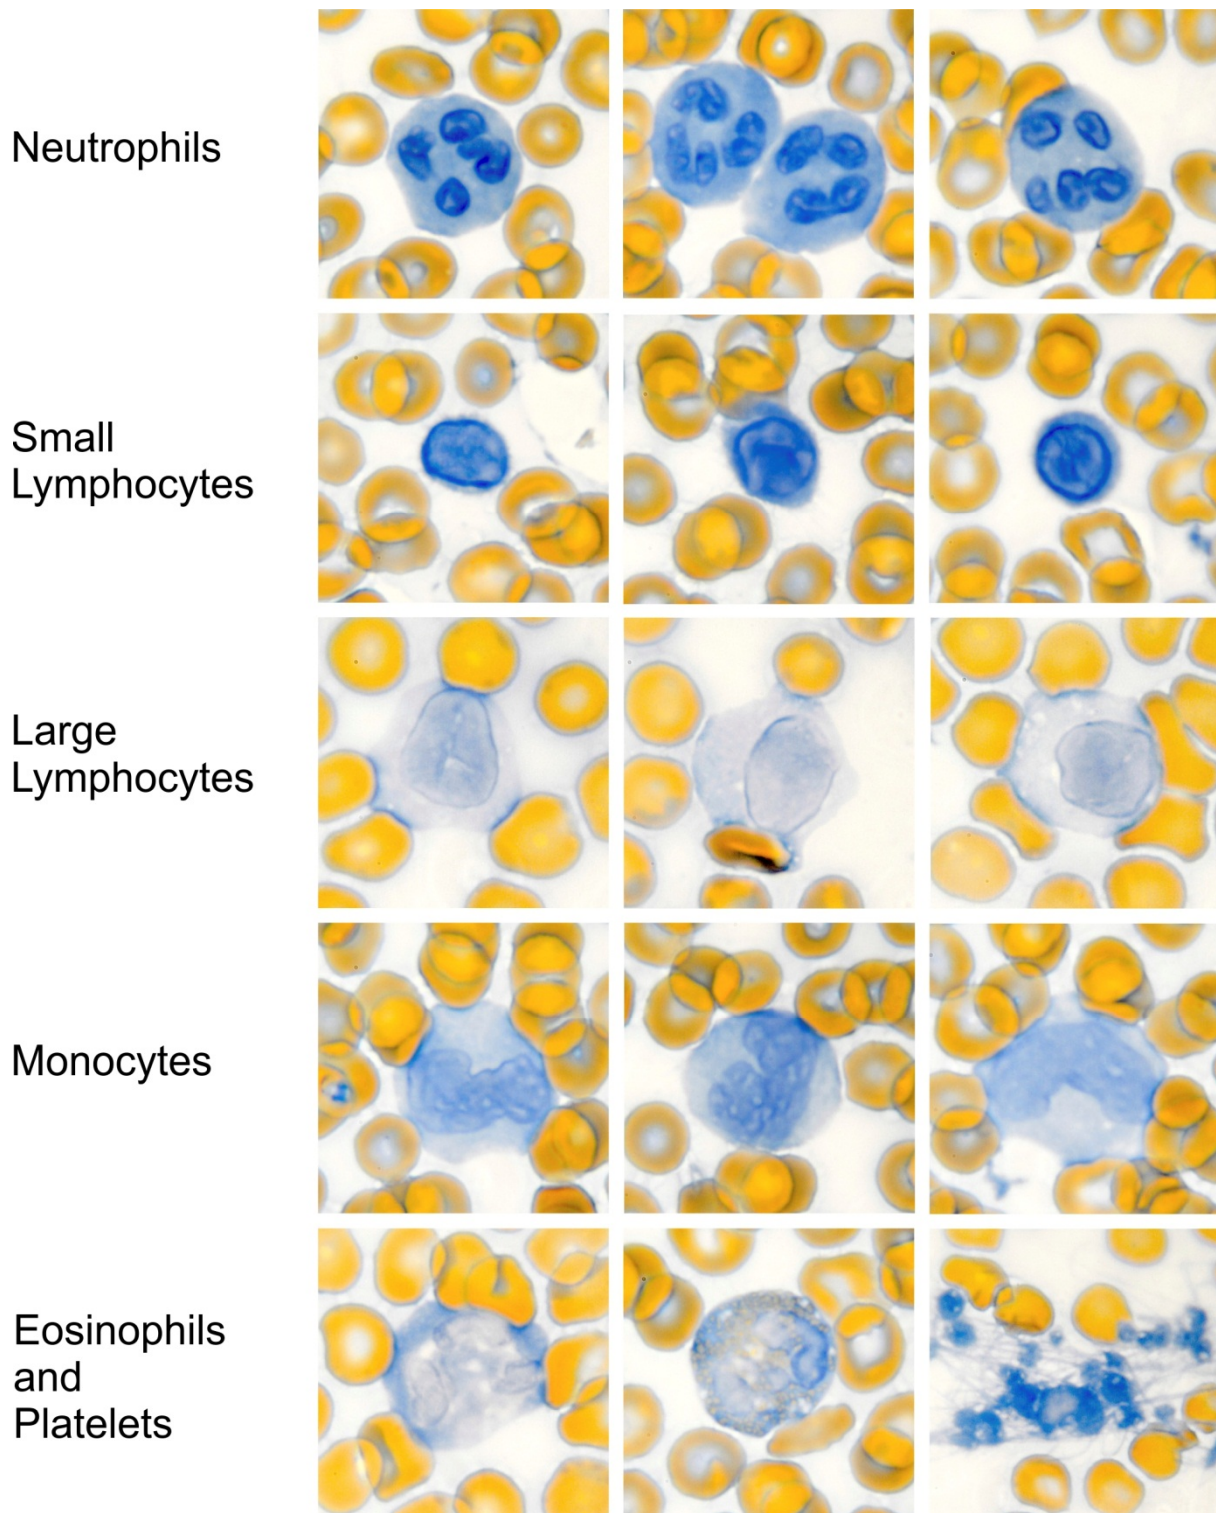 Neutrophils
Small
Lymphocytes
Large
Lymphocytes
Monocytes
Eosinophils
and
Platelets